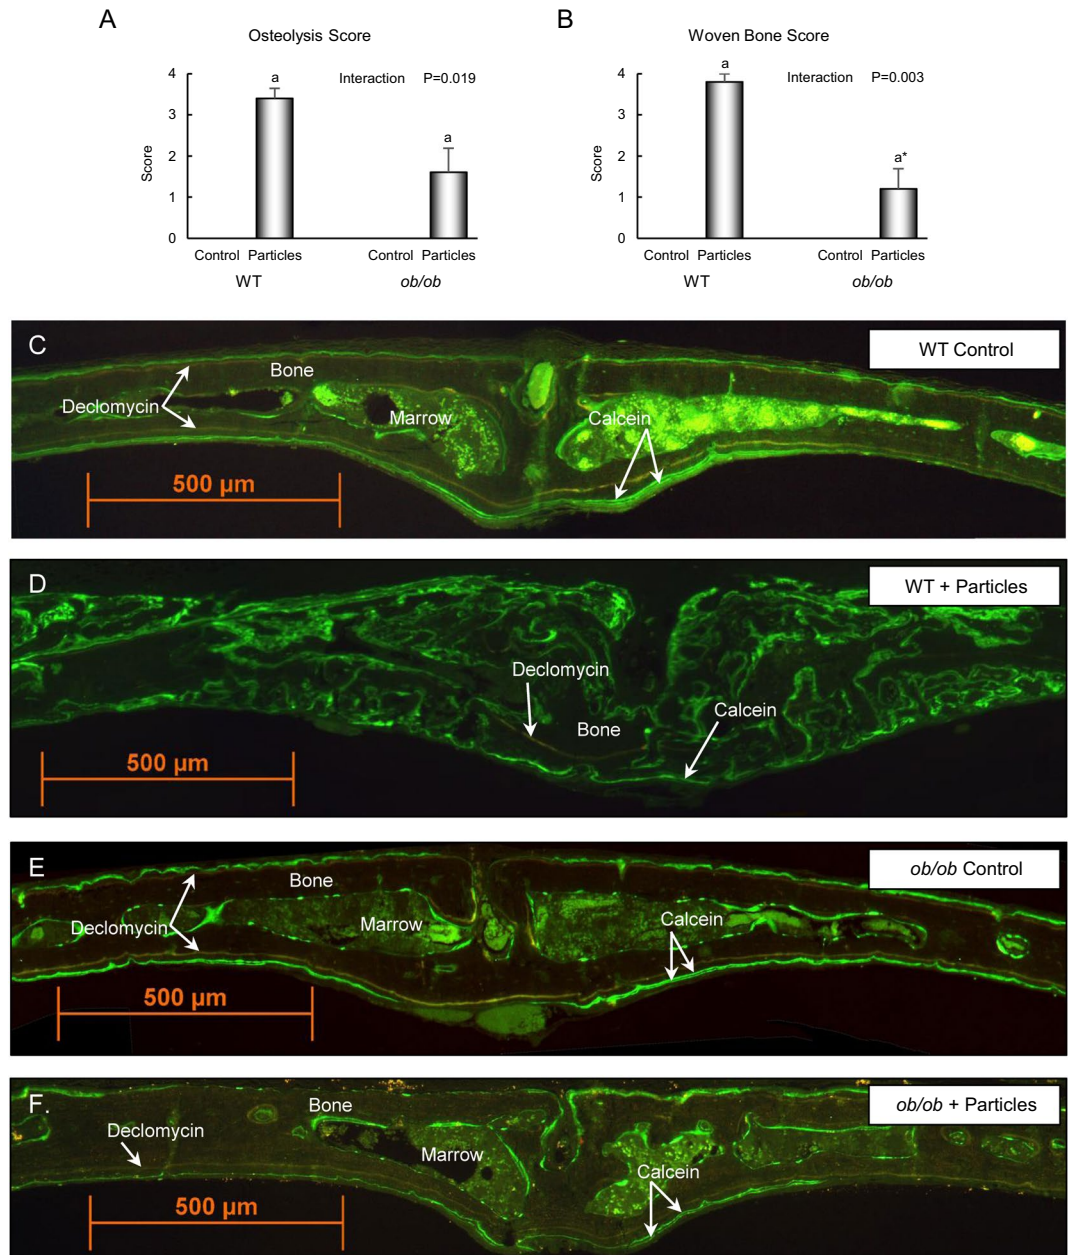 A
B
Osteolysis Score
Woven Bone Score
Interaction P=0.019
Interaction P=0.003
4
3
2
1
0
Score
a
a
Control Particles Control Particles
WT ob/ob
4
3
2
1
0
Score
a
a*
Control Particles Control Particles
WT ob/ob
C
WT Control
Bone
Declomycin
Marrow
Calcein
500 µm
D
WT + Particles
Declomycin
Calcein
Bone
500 µm
E
ob/ob Control
Bone
Declomycin
Marrow
Calcein
500 µm
F.
ob/ob + Particles
Bone
Declomycin
Marrow
Calcein
500 µm